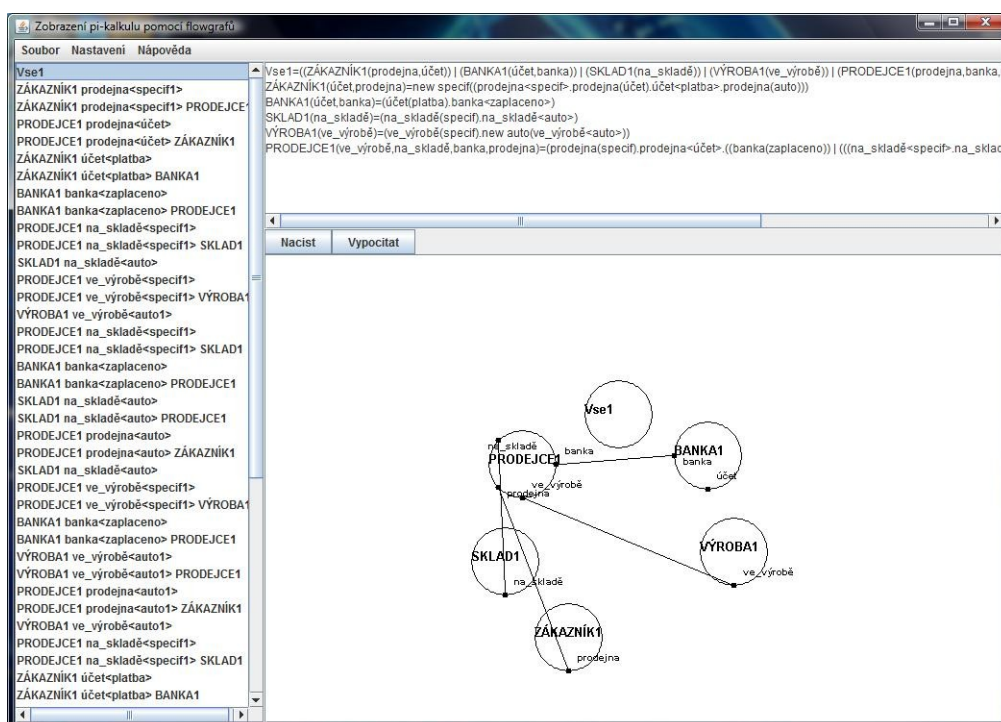 Zobrazení pi-kalkulu pomocí flowgrafů
Soubor Nastavení Nápověda
Vse1
ZÁKAZNÍK1 prodejna<specif1>
ZÁKAZNÍK1 prodejna<specif1> PRODEJCE
PRODEJCE1 prodejna<účet>
PRODEJCE1 prodejna<účet> ZÁKAZNÍK1
ZÁKAZNÍK1 účet<platba>
ZÁKAZNÍK1 účet<platba> BANKA1
BANKA1 banka<zaplaceno>
BANKA1 banka<zaplaceno> PRODEJCE1
PRODEJCE1 na_skladě<specif1>
PRODEJCE1 na_skladě<specif1> SKLAD1
SKLAD1 na_skladě<auto>
PRODEJCE1 ve_výrobě<specif1>
PRODEJCE1 ve_výrobě<specif1> VÝROBA1
VÝROBA1 ve_výrobě<auto1>
PRODEJCE1 na_skladě<specif1>
PRODEJCE1 na_skladě<specif1> SKLAD1
BANKA1 banka<zaplaceno>
BANKA1 banka<zaplaceno> PRODEJCE1
SKLAD1 na_skladě<auto>
SKLAD1 na_skladě<auto> PRODEJCE1
PRODEJCE1 prodejna<auto>
PRODEJCE1 prodejna<auto> ZÁKAZNÍK1
SKLAD1 na_skladě<auto>
PRODEJCE1 ve_výrobě<specif1>
PRODEJCE1 ve_výrobě<specif1> VÝROBA1
BANKA1 banka<zaplaceno>
BANKA1 banka<zaplaceno> PRODEJCE1
VÝROBA1 ve_výrobě<auto1>
VÝROBA1 ve_výrobě<auto1> PRODEJCE1
PRODEJCE1 prodejna<auto1>
PRODEJCE1 prodejna<auto1> ZÁKAZNÍK1
VÝROBA1 ve_výrobě<auto1>
PRODEJCE1 na_skladě<specif1>
PRODEJCE1 na_skladě<specif1> SKLAD1
ZÁKAZNÍK1 účet<platba>
ZÁKAZNÍK1 účet<platba> BANKA1
Vse1=((ZÁKAZNÍK1(prodejna,účet)) | (BANKA1(účet,banka)) | (SKLAD1(na_skladě)) | (VÝROBA1(ve_výrobě)) | (PRODEJCE1(prodejna,banka,
ZÁKAZNÍK1(účet,prodejna)=new specif((prodejna<specif>.prodejna(účet).účet<platba>.prodejna(auto)))
BANKA1(účet,banka)=(účet(platba).banka<zaplaceno>)
SKLAD1(na_skladě)=(na_skladě(specif).na_skladě<auto>)
VÝROBA1(ve_výrobě)=(ve_výrobě(specif).new auto(ve_výrobě<auto>))
PRODEJCE1(ve_výrobě,na_skladě,banka,prodejna)=(prodejna(specif).prodejna<účet>.((banka(zaplaceno)) | (((na_skladě<specif>.na_sklad
Nacist Vypocitat
Vse1
na_skladě
PRODEJCE1
banka
ve_výrobě
prodejna
BANKA1
banka
účet
SKLAD1
na_skladě
VÝROBA1
ve_výrobě
ZÁKAZNÍK1
prodejna